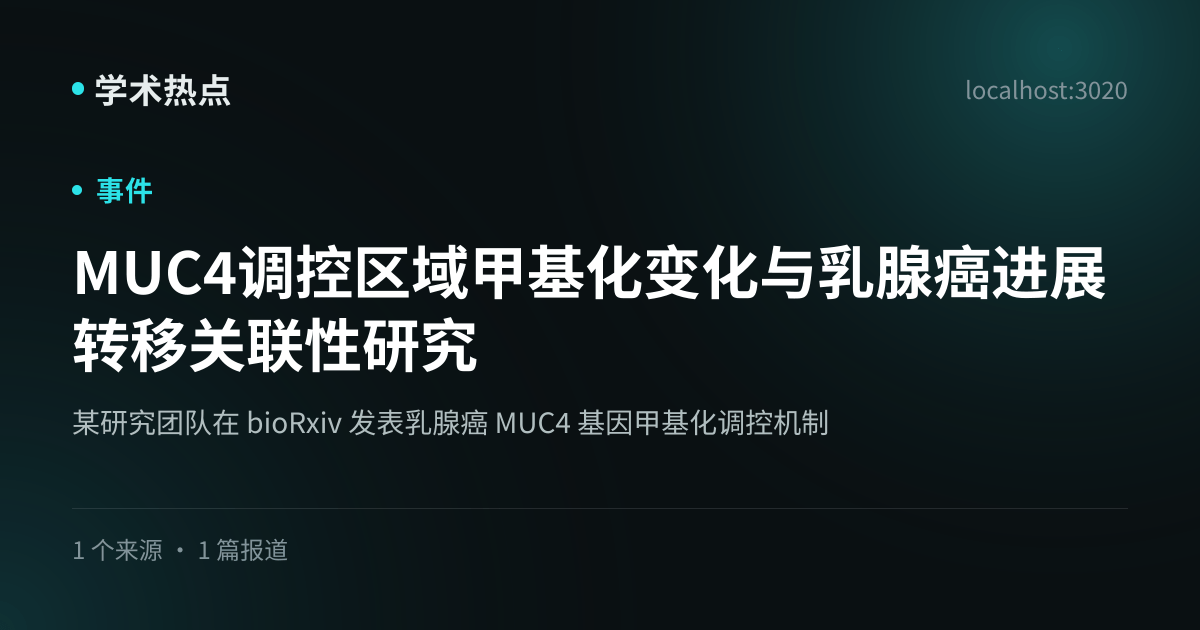 学术热点
localhost:3020
事件
MUC4调控区域甲基化变化与乳腺癌进展
转移关联性研究
某研究团队在 bioRxiv 发表乳腺癌 MUC4 基因甲基化调控机制
1 个来源 · 1 篇报道